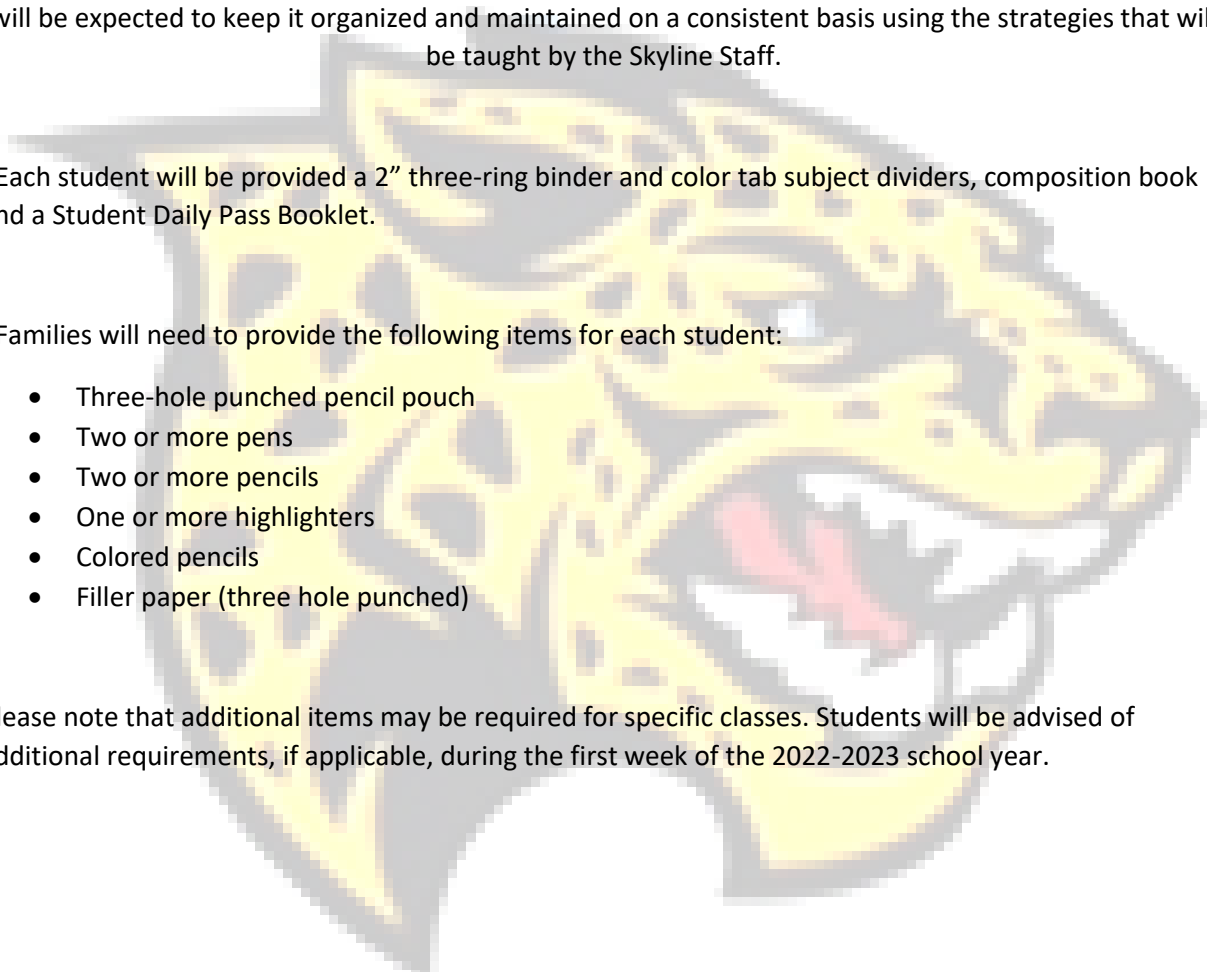 will be expected to keep it organized and maintained on a consistent basis using the strategies that wil
be taught by the Skyline Staff.
Each student will be provided a 2” three-ring binder and color tab subject dividers, composition book
nd a Student Daily Pass Booklet.
Families will need to provide the following items for each student:
• Three-hole punched pencil pouch
• Two or more pens
• Two or more pencils
• One or more highlighters
• Colored pencils
• Filler paper (three hole punched)
lease note that additional items may be required for specific classes. Students will be advised of
dditional requirements, if applicable, during the first week of the 2022-2023 school year.